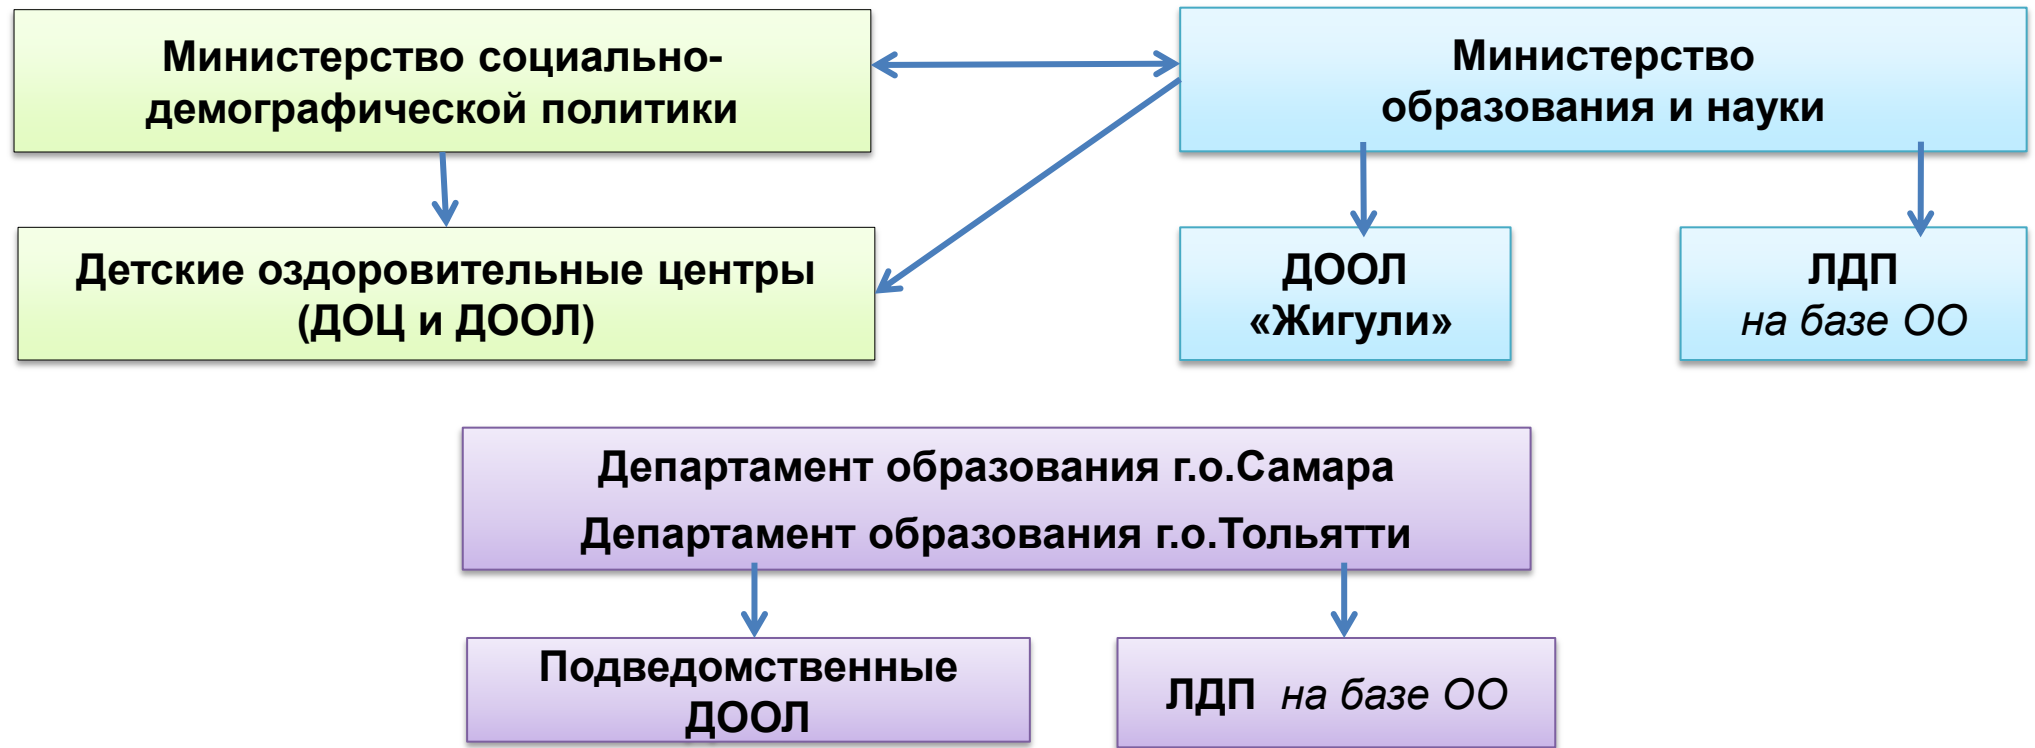 Министерство социально-
демографической политики
Министерство
образования и науки
Детские оздоровительные центры
(ДОЦ и ДООЛ)
ДООЛ
«Жигули»
ЛДП
на базе ОО
Департамент образования г.о.Самара
Департамент образования г.о.Тольятти
Подведомственные
ДООЛ
ЛДП на базе ОО